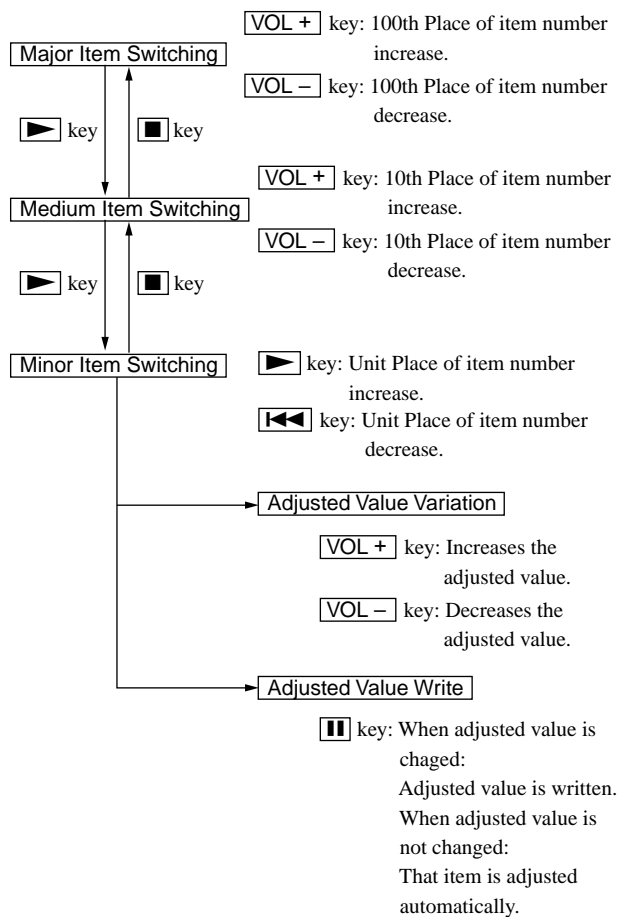 VOL + key: 100th Place of item number
increase.
Major Item Switching
VOL – key: 100th Place of item number
decrease.
key key
VOL + key: 10th Place of item number
increase.
Medium Item Switching
VOL – key: 10th Place of item number
decrease.
key key
Minor Item Switching
key: Unit Place of item number
increase.
key: Unit Place of item number
decrease.
Adjusted Value Variation
VOL + key: Increases the
adjusted value.
VOL – key: Decreases the
adjusted value.
Adjusted Value Write
key: When adjusted value is
chaged:
Adjusted value is written.
When adjusted value is
not changed:
That item is adjusted
automatically.